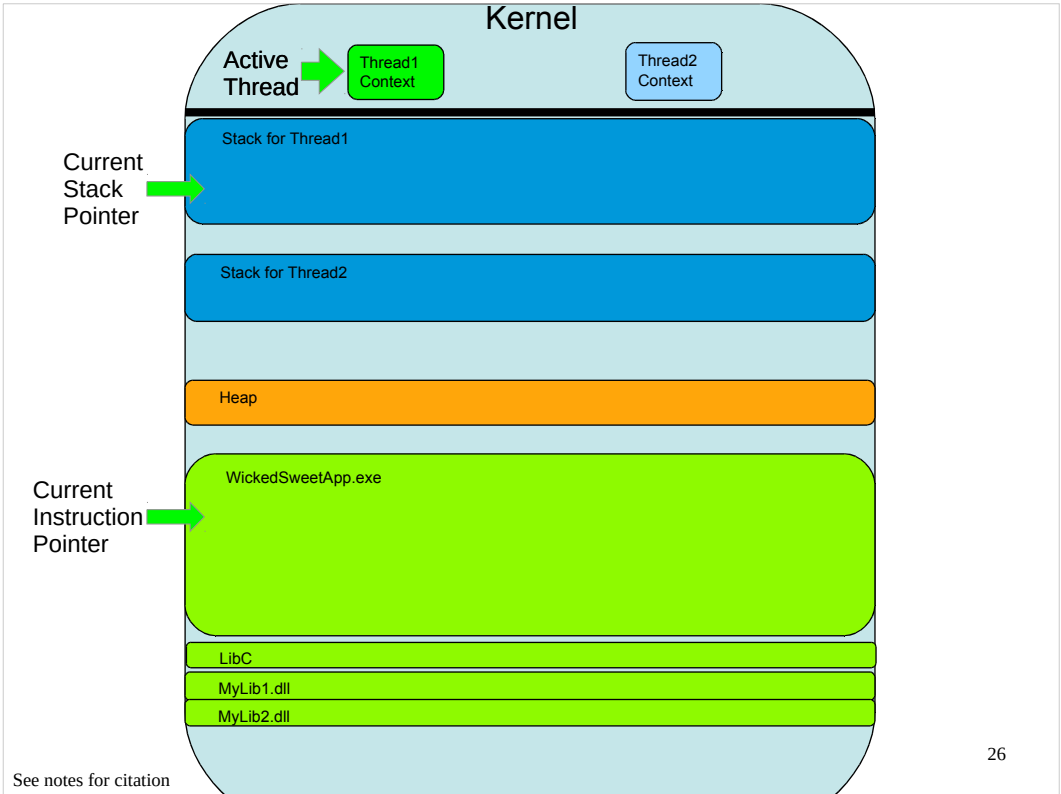 Kernel
Active
Thread
Thread1
Context
Thread2
Context
Stack for Thread1
Current
Stack
Pointer
Stack for Thread2
Heap
WickedSweetApp.exe
Current
Instruction
Pointer
LibC
MyLib1.dll
MyLib2.dll
26
See notes for citation